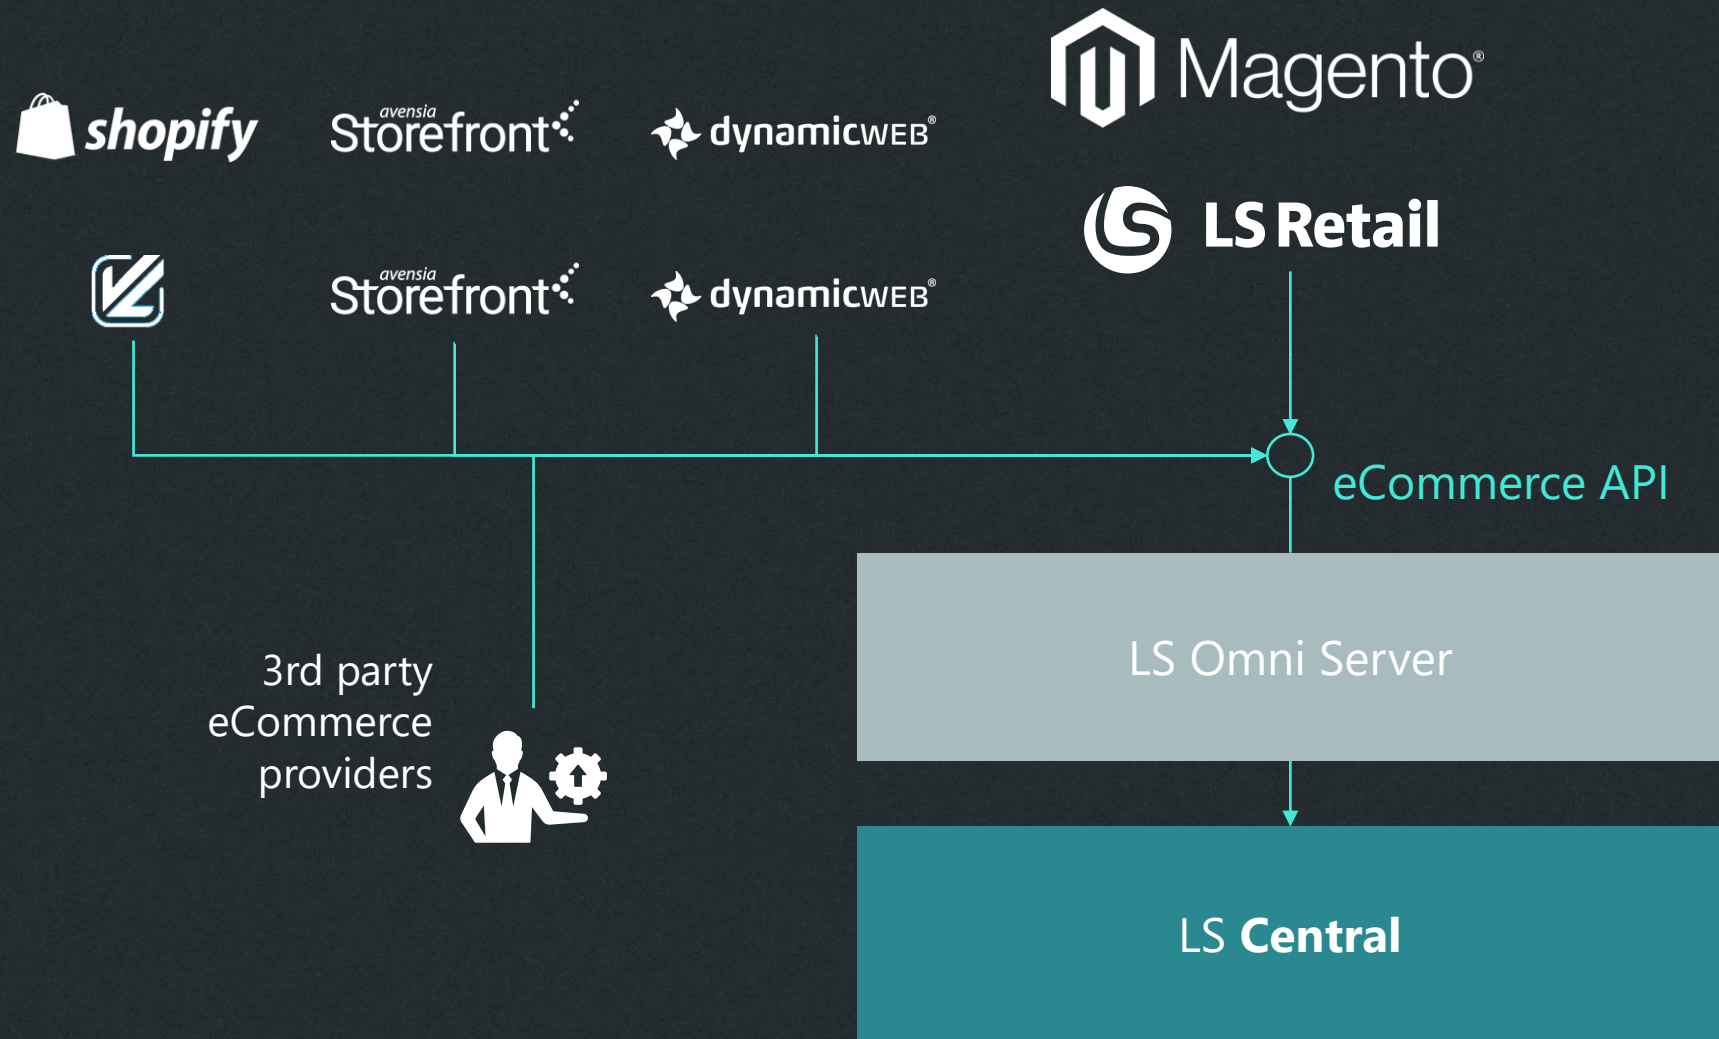 Magento®
shopify
avensia
Storefront
dynamicWEB®
LS Retail
avensia
Storefront
dynamicWEB®
eCommerce API
LS Omni Server
3rd party
eCommerce
providers
LS Central